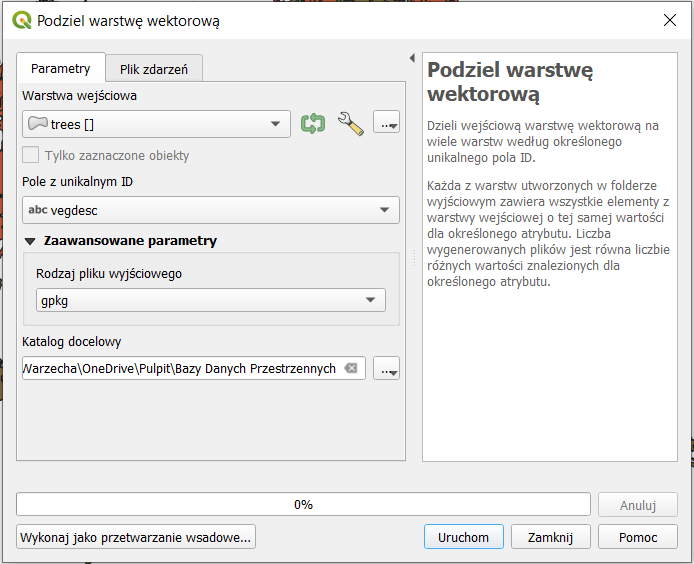 Podziel warstwę wektorową
Parametry
Plik zdarzeń
Warstwa wejściowa
trees []
...
Tylko zaznaczone obiekty
Pole z unikalnym ID
abc vegdesc
Zaawansowane parametry
Rodzaj pliku wyjściowego
gpkg
Katalog docelowy
Warzecha\OneDrive\Pulpit\Bazy Danych Przestrzennych
...
Podziel warstwę
wektorową
Dzieli wejściową warstwę wektorową na
wiele warstw według określonego
unikalnego pola ID.
Każda z warstw utworzonych w folderze
wyjściowym zawiera wszystkie elementy z
warstwy wejściowej o tej samej wartości
dla określonego atrybutu. Liczba
wygenerowanych plików jest równa liczbie
różnych wartości znalezionych dla
określonego atrybutu.
0%
Anuluj
Wykonaj jako przetwarzanie wsadowe...
Uruchom
Zamknij
Pomoc